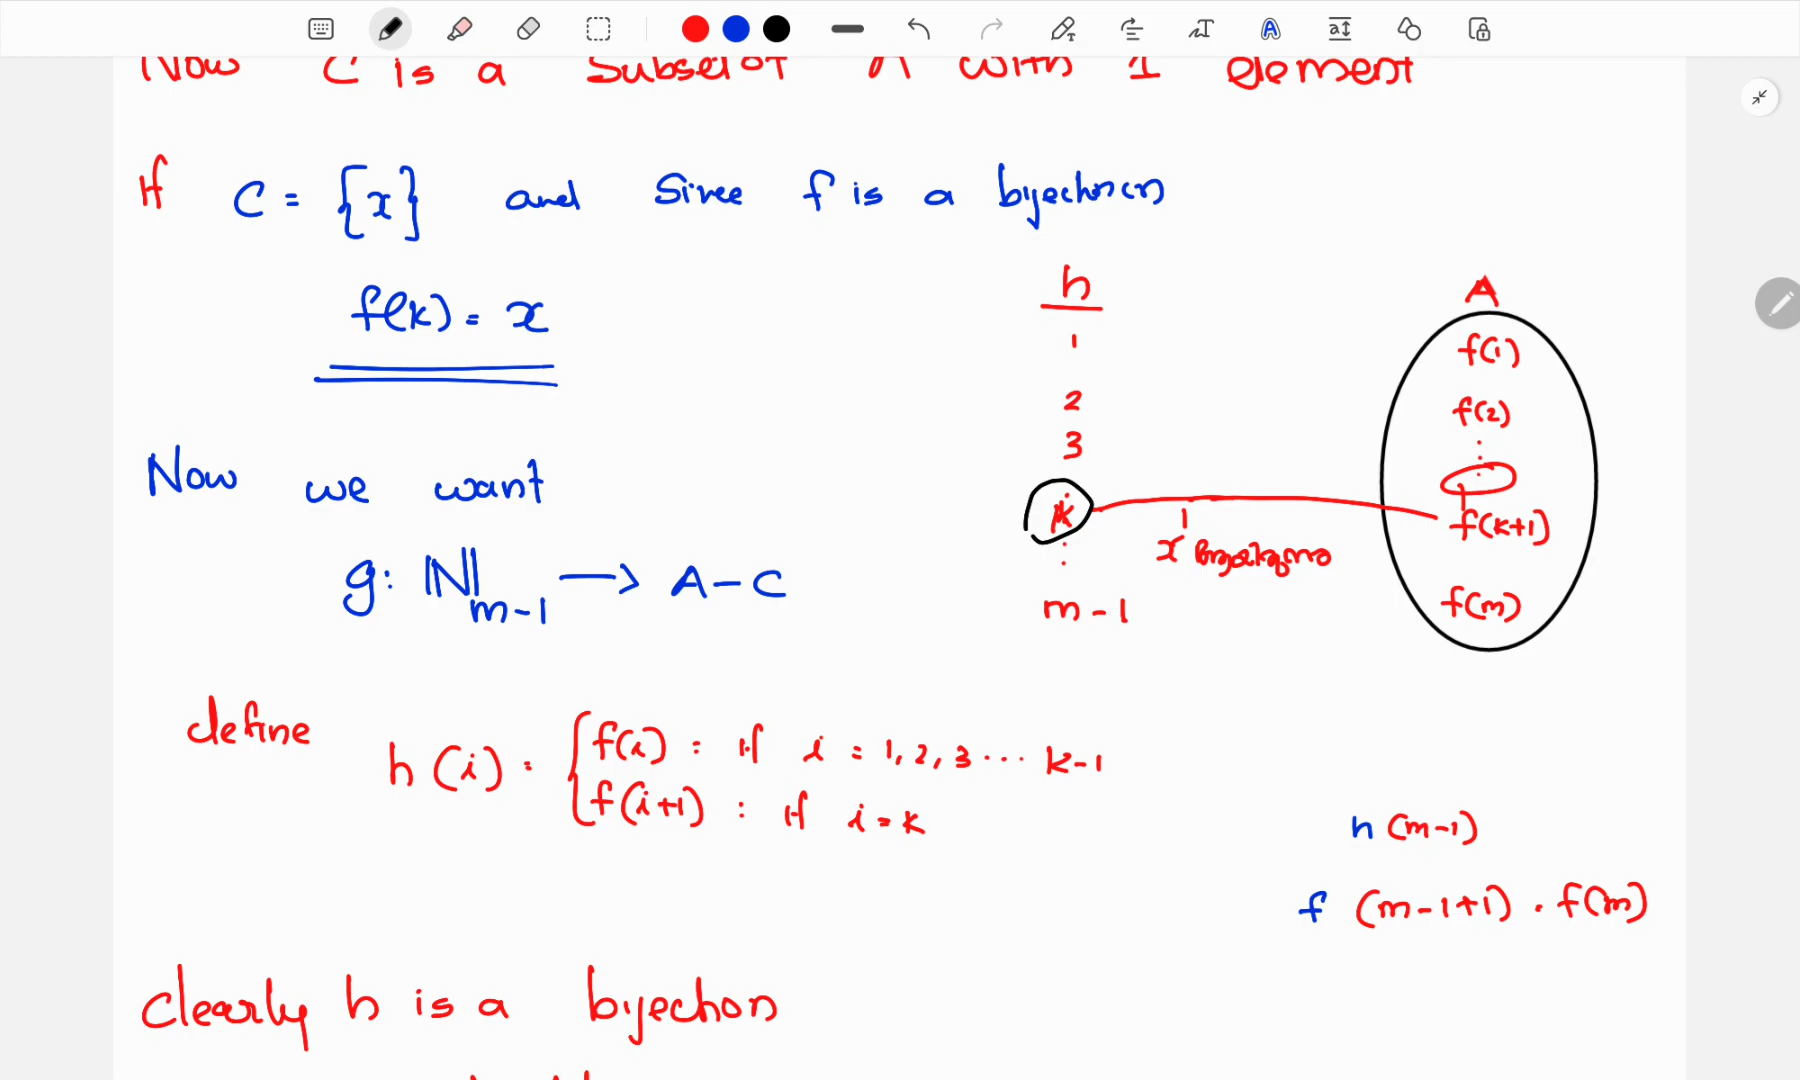 Now C is a Subset of A with 1 element
If C = {x} and Since f is a bijection
f(k) = x
Now we want
g: ℕ_{m-1} ⟶ A - C
h
1
2
3
k
⋮
m - 1
A
f(1)
f(2)
⋮
f(k+1)
f(m)
x
define h(i) = { f(i) : if i = 1, 2, 3 ... k-1
f(i+1) : if i = k
h(m-1)
f(m-1+1) = f(m)
clearly h is a bijection